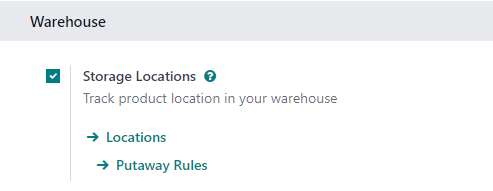 Warehouse
Storage Locations ?
Track product location in your warehouse
→ Locations
→ Putaway Rules